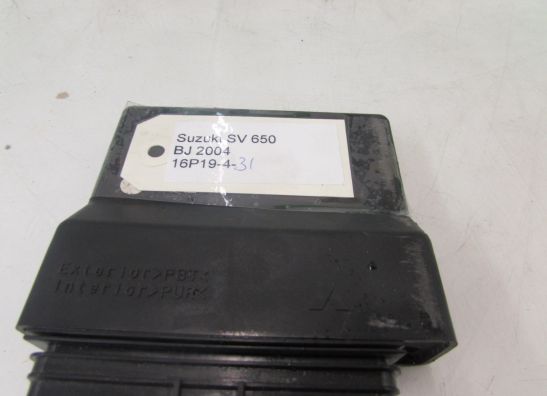 Suzuki SV 650
BJ 2004
16P19-4-31
Exterior>PBT<
Interior>PUR<